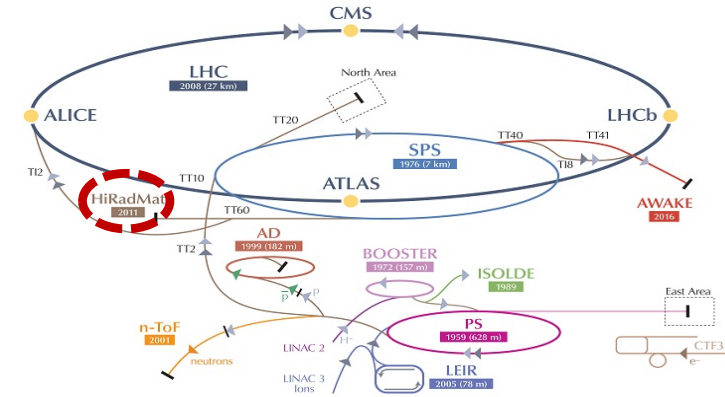 CMS
LHC
2008 (27 km)
North Area
ALICE
LHCb
TT20
TT40
TT41
SPS
1976 (7 km)
TI8
TI2
TT10
ATLAS
HiRadMat
2011
TT60
AWAKE
2016
AD
1999 (182 m)
TT2
BOOSTER
1972 (157 m)
ISOLDE
1989
p̅
p
East Area
n-ToF
2001
LINAC 2
H⁺
PS
1959 (628 m)
neutrons
CTF3
e⁻
LEIR
2005 (78 m)
LINAC 3
Ions